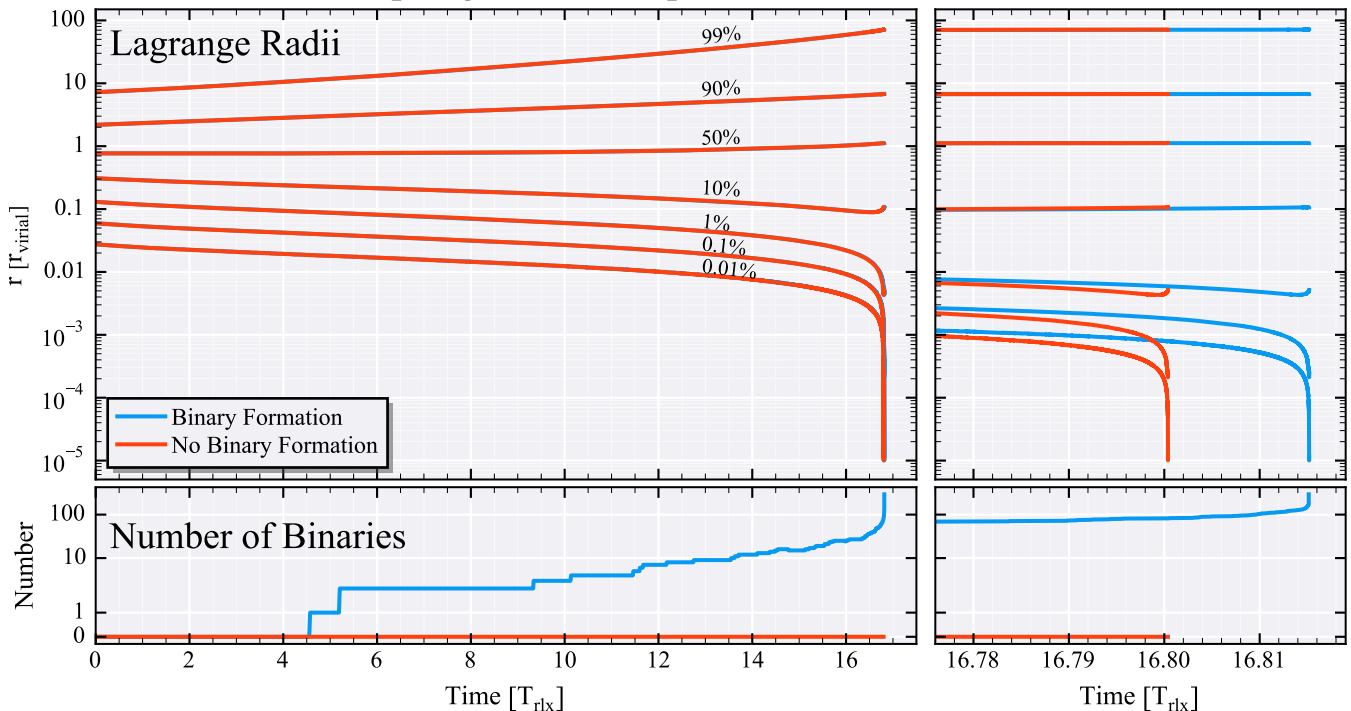 Lagrange Radii
99%
90%
50%
10%
1%
0.1%
0.01%
100
10
1
0.1
0.01
10⁻³
10⁻⁴
10⁻⁵
r [r_virial]
Binary Formation
No Binary Formation
Number of Binaries
100
10
1
0
Number
0 2 4 6 8 10 12 14 16
16.78 16.79 16.80 16.81
Time [T_rlx]
Time [T_rlx]